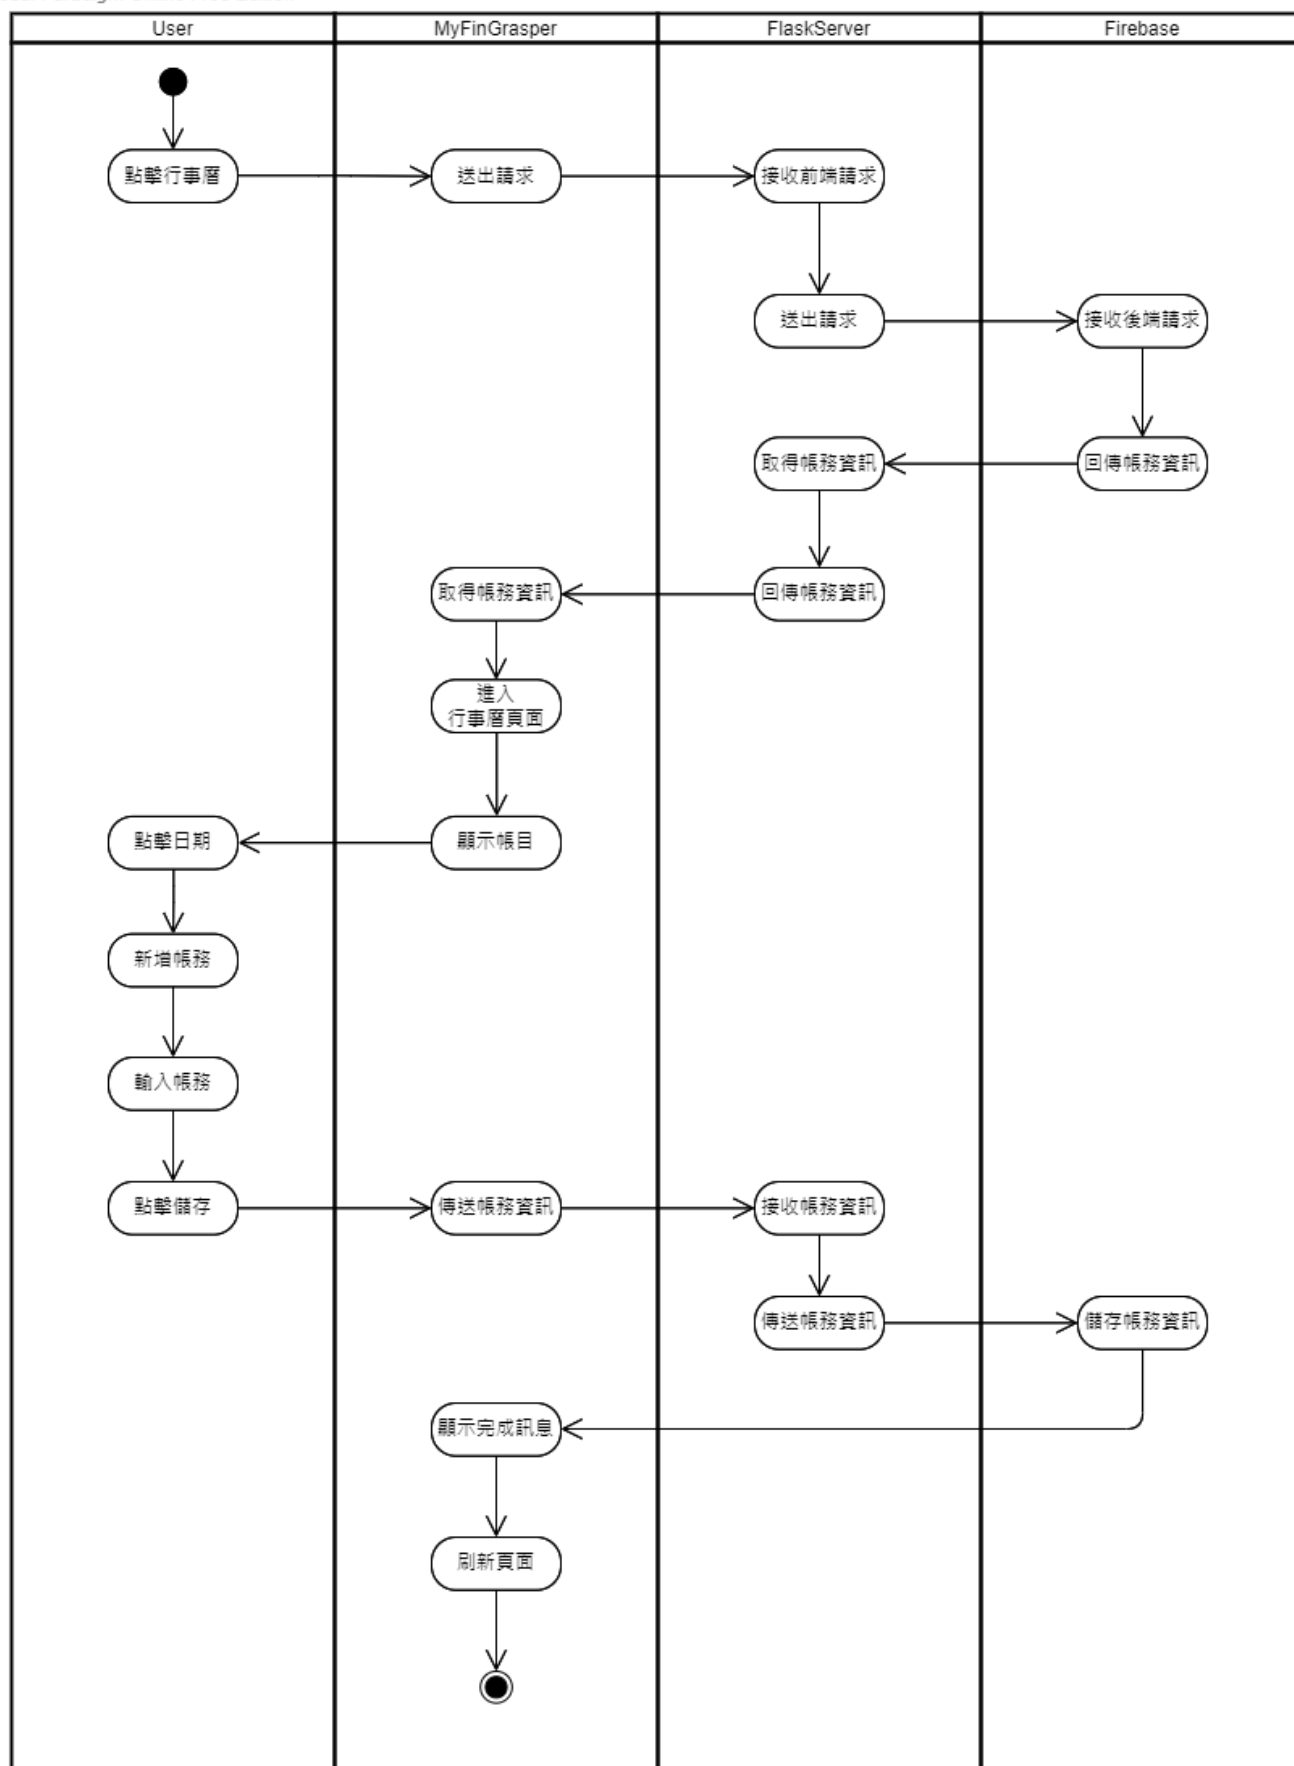 User
MyFinGrasper
FlaskServer
Firebase
點擊行事曆
送出請求
接收前端請求
送出請求
接收後端請求
取得帳務資訊
回傳帳務資訊
取得帳務資訊
回傳帳務資訊
進入
行事曆頁面
點擊日期
顯示帳目
新增帳務
輸入帳務
點擊儲存
傳送帳務資訊
接收帳務資訊
傳送帳務資訊
儲存帳務資訊
顯示完成訊息
刷新頁面